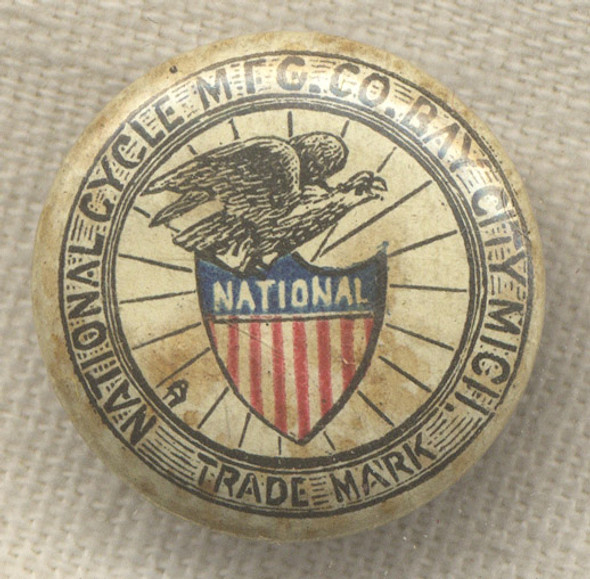 NATIONAL CYCLE MFG. CO. BAY CITY MICH.
NATIONAL
TRADE MARK